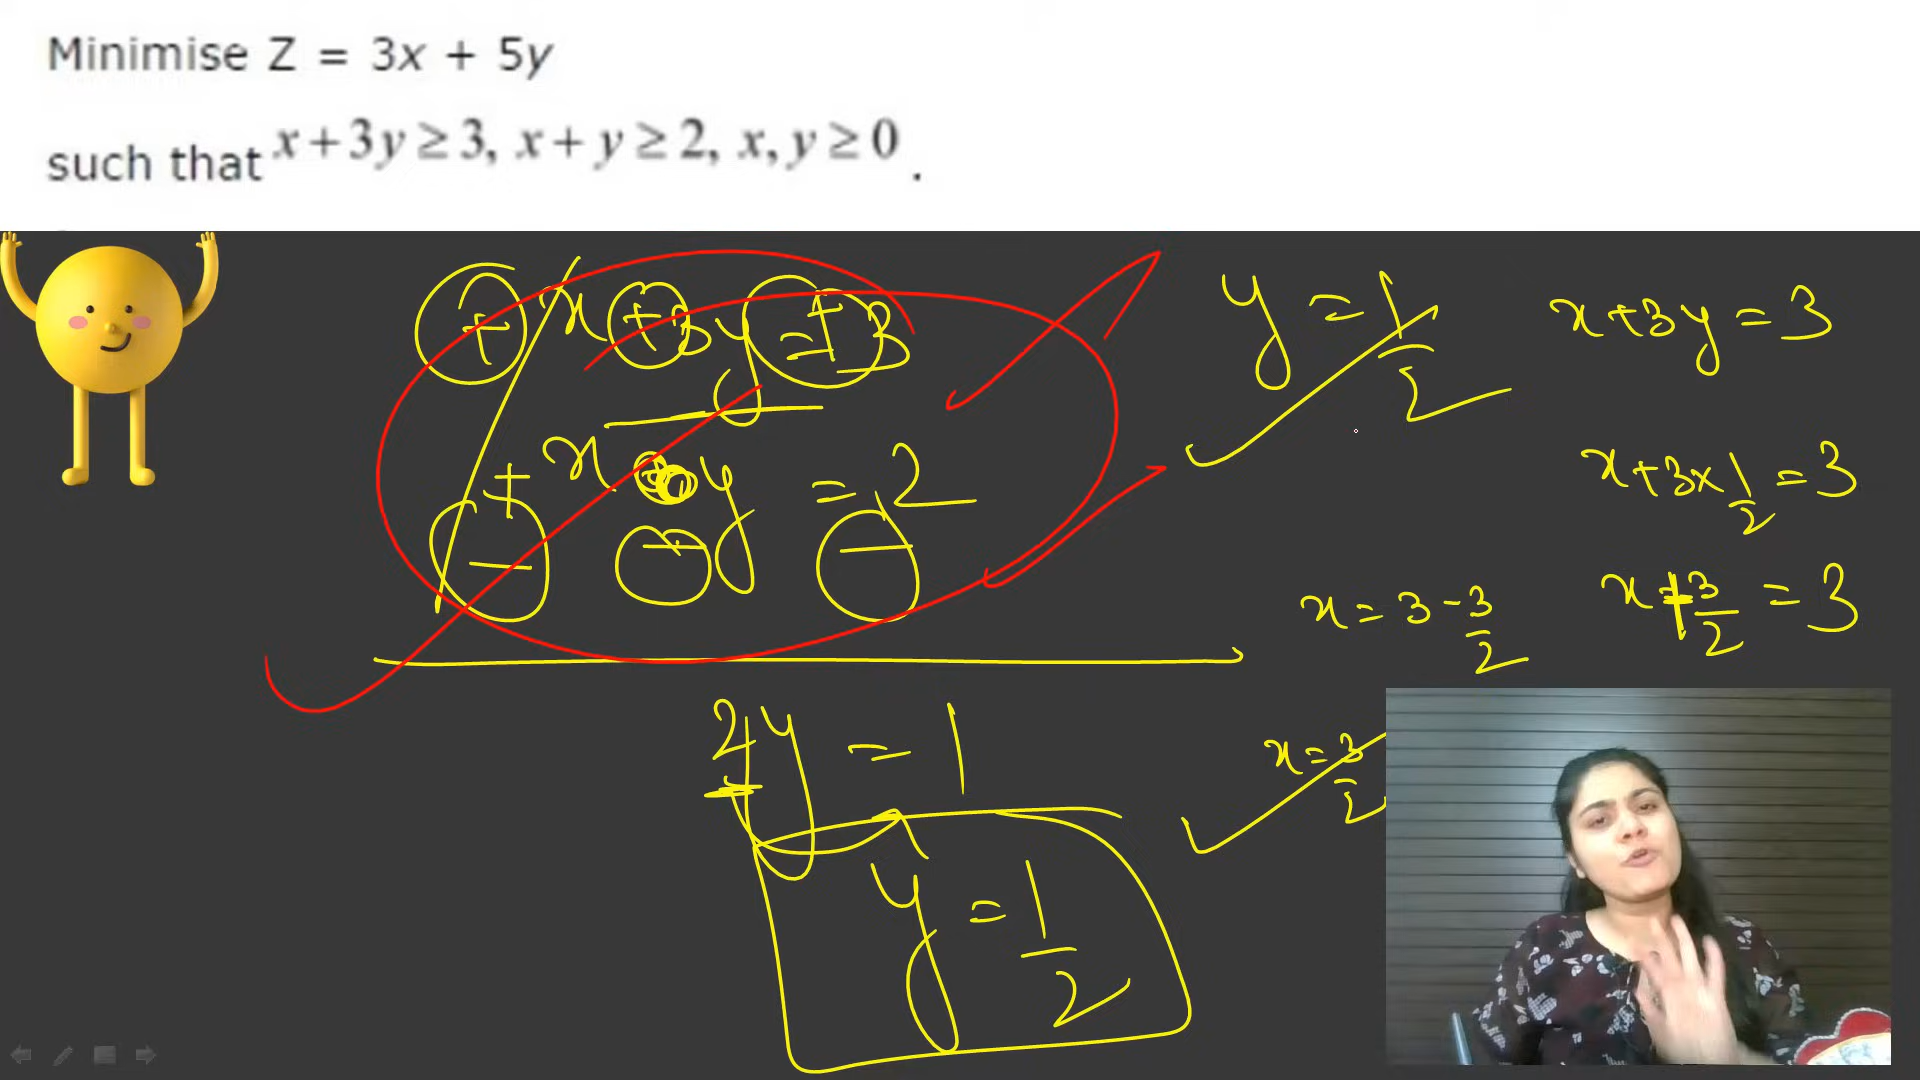 Minimise Z = 3x + 5y
such that x+3y≥3, x+y≥2, x,y≥0 .
x + 3y = 3
x + y = 2
2y = 1
y = 1/2
y = 1/2
x+3y = 3
x+3x 1/2 = 3
x + 3/2 = 3
x = 3 - 3/2
x = 3/2